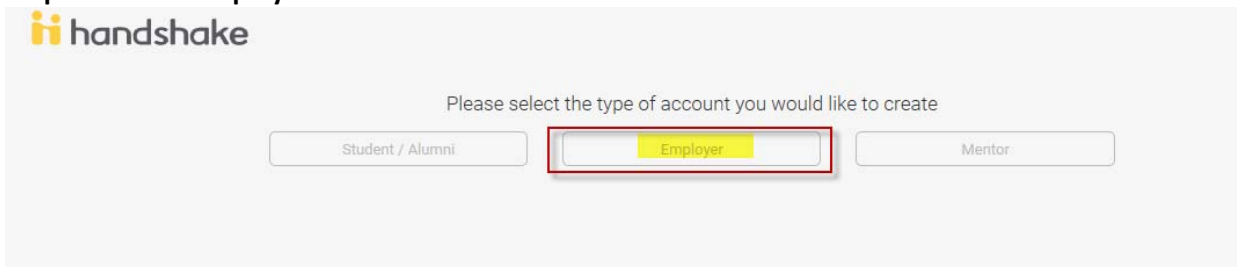 handshake
Please select the type of account you would like to create
Student / Alumni Employer Mentor